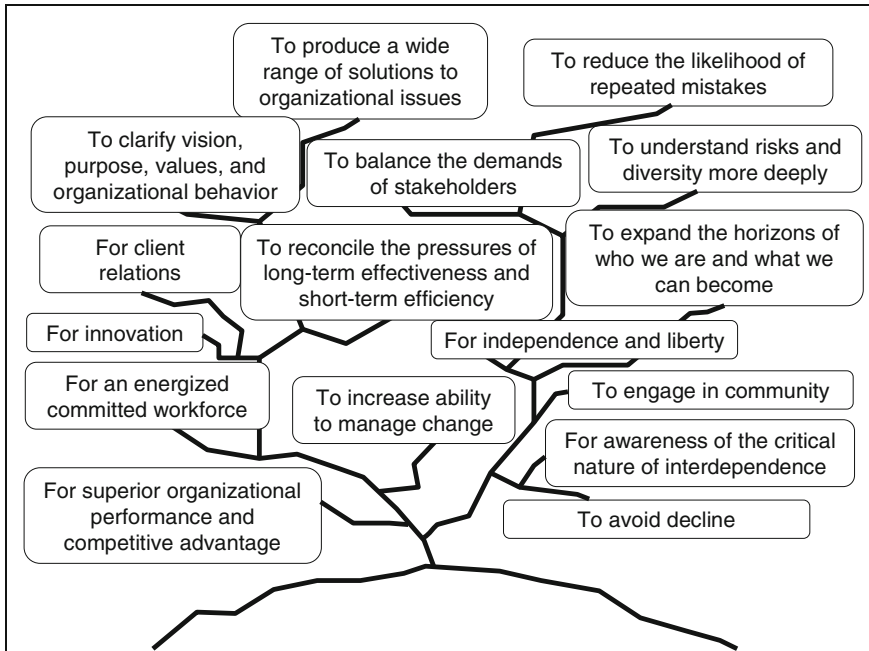 To produce a wide
range of solutions to
organizational issues
To reduce the likelihood of
repeated mistakes
To clarify vision,
purpose, values, and
organizational behavior
To balance the demands
of stakeholders
To understand risks and
diversity more deeply
For client
relations
To reconcile the pressures of
long-term effectiveness and
short-term efficiency
To expand the horizons of
who we are and what we
can become
For innovation
For independence and liberty
For an energized
committed workforce
To increase ability
to manage change
To engage in community
For awareness of the critical
nature of interdependence
For superior organizational
performance and
competitive advantage
To avoid decline